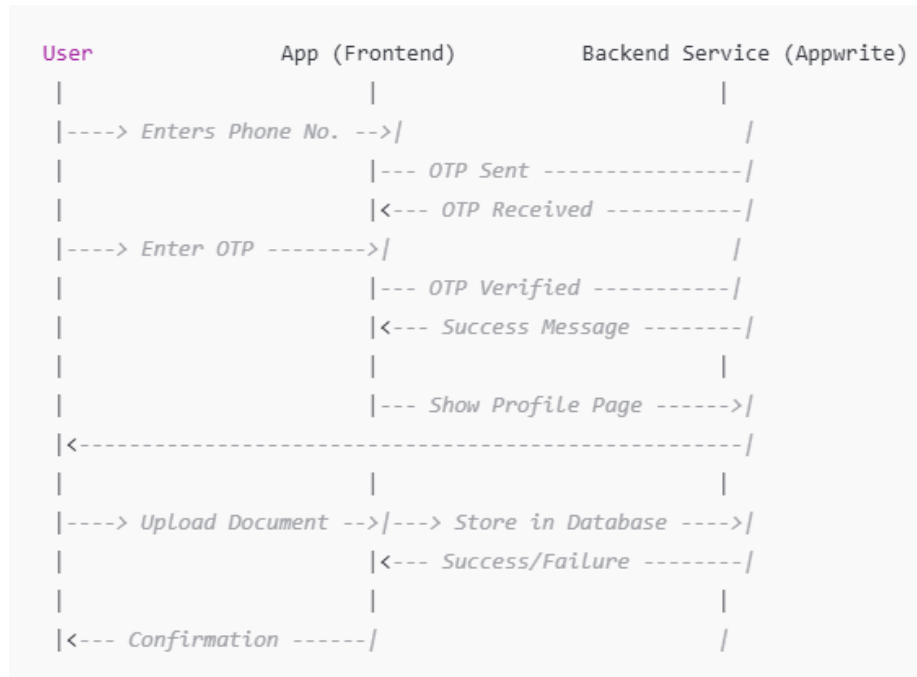 User                   App (Frontend)             Backend Service (Appwrite)
 |                               |                                  |
 |----> Enters Phone No. -->|                                  |
 |                               |--- OTP Sent ----------------|
 |                               |<--- OTP Received -----------|
 |----> Enter OTP -------->|                                  |
 |                               |--- OTP Verified -----------|
 |                               |<--- Success Message --------|
 |                               |                                  |
 |                               |--- Show Profile Page ------>|
 |<-----------------------------------------------------------------|
 |                               |                                  |
 |----> Upload Document -->|---> Store in Database ---->|
 |                               |<--- Success/Failure --------|
 |                               |                                  |
 |<--- Confirmation ------|                                  |